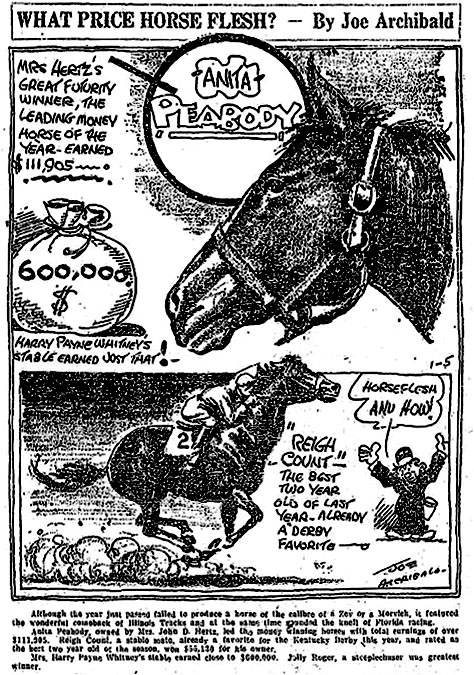 WHAT PRICE HORSE FLESH? — By Joe Archibald
MRS HERTZ'S
GREAT FUTURITY
WINNER, THE
LEADING MONEY
HORSE OF THE
YEAR - EARNED
$111,905 —
ANITA
PEABODY
600,000.
$
HARRY PAYNE WHITNEY'S
STABLE EARNED JUST THAT!
1-5
2
"REIGH
COUNT"
THE BEST
TWO YEAR
OLD OF LAST
YEAR - ALREADY
A DERBY
FAVORITE —
HORSEFLESH
AND HOW!
JOE
ARCHIBALD
Although the year just passed failed to produce a horse of the calibre of a Zev or a Morvich, it featured
the wonderful comeback of Illinois Tracks and at the same time sounded the knell of Florida racing.
Anita Peabody, owned by Mrs. John D. Hertz, led the money winning horses with total earnings of over
$111,905. Reigh Count, a stable mate, already a favorite for the Kentucky Derby this year, and rated as
the best two year old of the season, won $55,130 for his owner.
Mrs. Harry Payne Whitney's stable earned close to $600,000. Jolly Roger, a steeplechaser was greatest
winner.